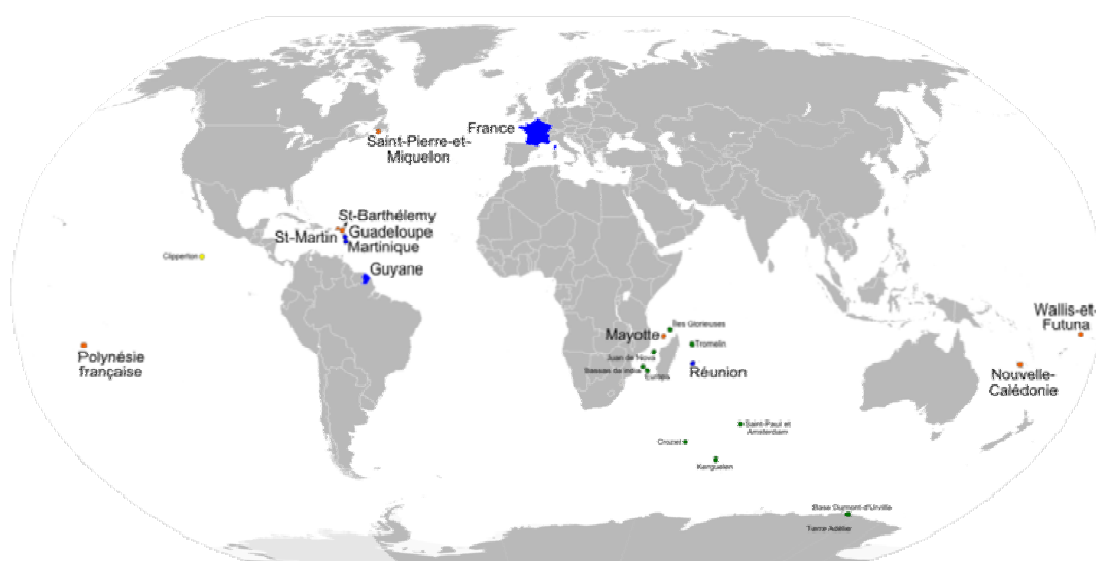 France
Saint-Pierre-et-
Miquelon
St-Barthélemy
St-Martin
Guadeloupe
Martinique
Clipperton
Guyane
Polynésie
française
Mayotte
Îles Glorieuses
Tromelin
Juan de Nova
Bassas da India
Europa
Réunion
Wallis-et-
Futuna
Nouvelle-
Calédonie
Saint-Paul et
Amsterdam
Crozet
Kerguelen
Base Dumont-d'Urville
Terre Adélie